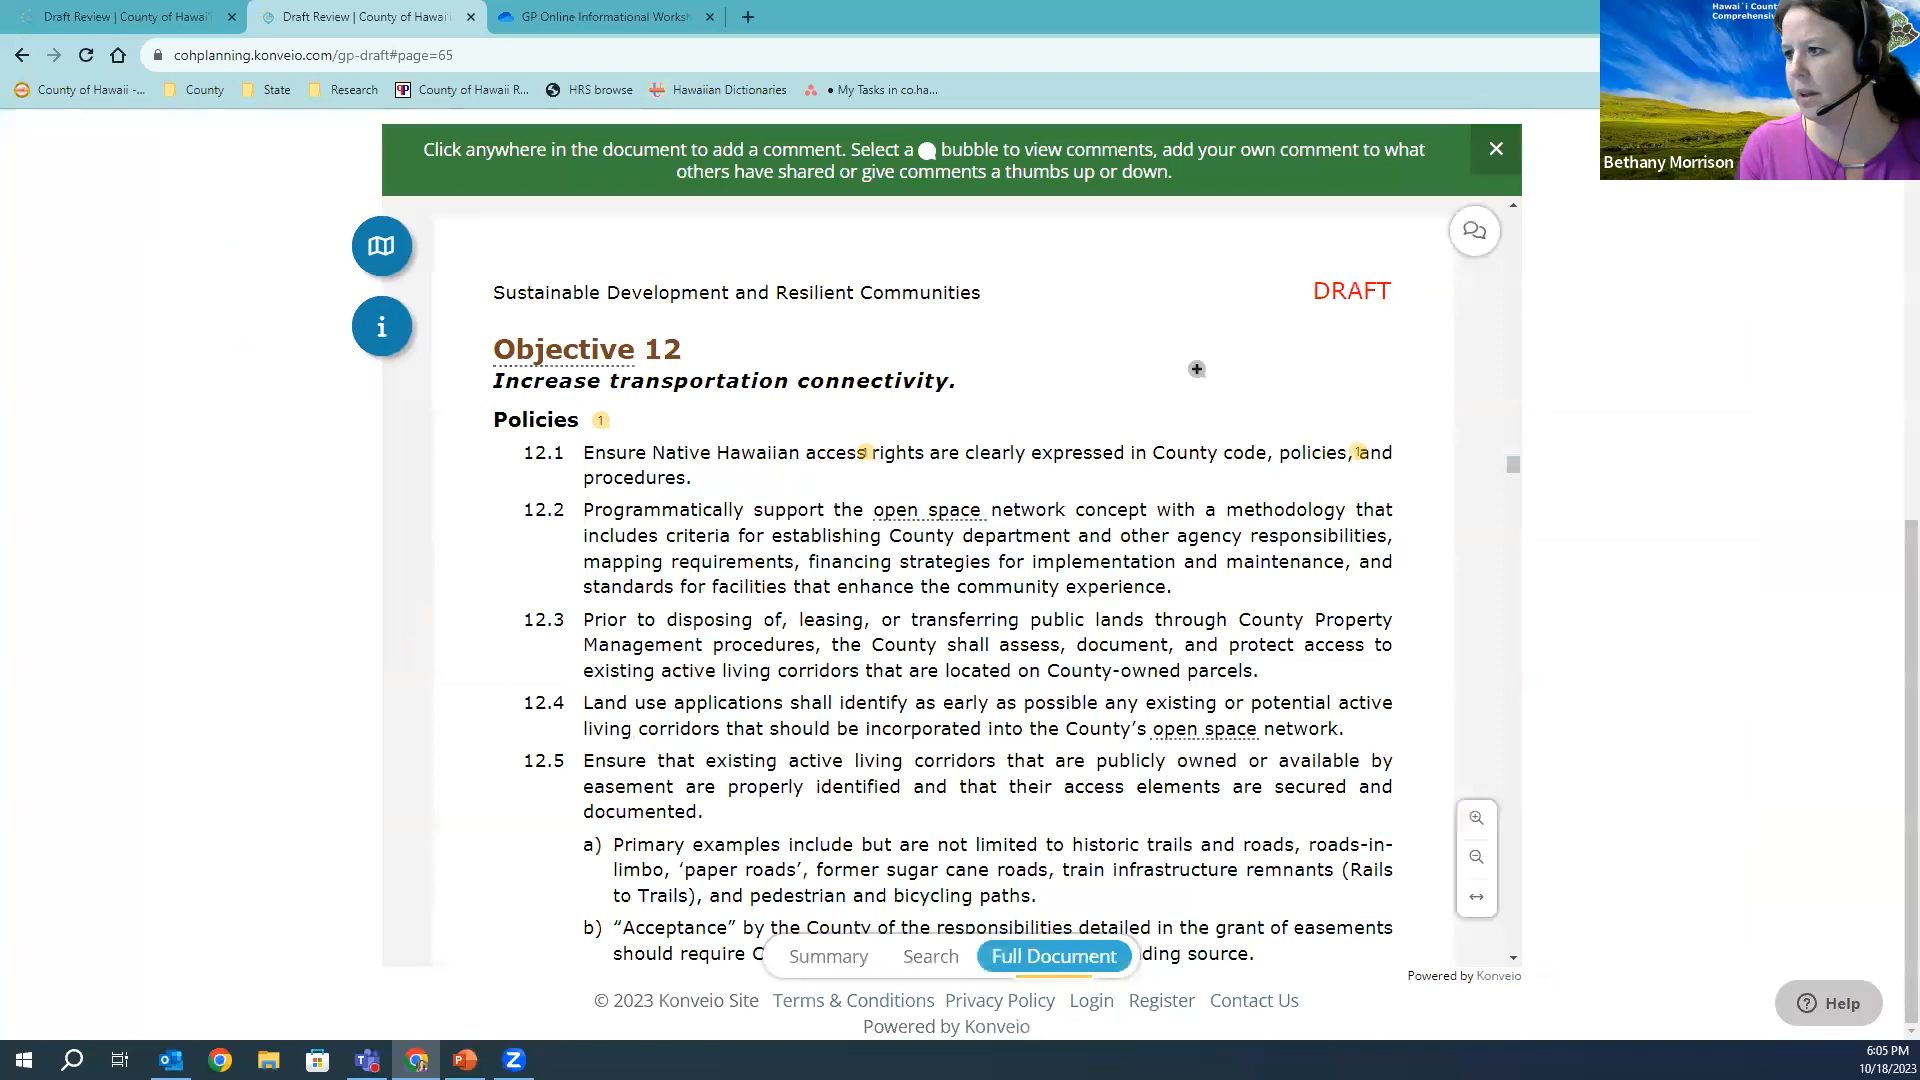 Draft Review | County of Hawai'i
Draft Review | County of Hawai'i
GP Online Informational Works
cohplanning.konveio.com/gp-draft#page=65
County of Hawaii -...
County
State
Research
County of Hawaii R...
HRS browse
Hawaiian Dictionaries
● My Tasks in co.ha...
Hawai´i Count
Comprehensiv
Bethany Morrison
Click anywhere in the document to add a comment. Select a bubble to view comments, add your own comment to what
others have shared or give comments a thumbs up or down.
Sustainable Development and Resilient Communities
DRAFT
Objective 12
Increase transportation connectivity.
Policies 1
12.1 Ensure Native Hawaiian access rights are clearly expressed in County code, policies, and
procedures.
12.2 Programmatically support the open space network concept with a methodology that
includes criteria for establishing County department and other agency responsibilities,
mapping requirements, financing strategies for implementation and maintenance, and
standards for facilities that enhance the community experience.
12.3 Prior to disposing of, leasing, or transferring public lands through County Property
Management procedures, the County shall assess, document, and protect access to
existing active living corridors that are located on County-owned parcels.
12.4 Land use applications shall identify as early as possible any existing or potential active
living corridors that should be incorporated into the County’s open space network.
12.5 Ensure that existing active living corridors that are publicly owned or available by
easement are properly identified and that their access elements are secured and
documented.
a) Primary examples include but are not limited to historic trails and roads, roads-in-
limbo, ‘paper roads’, former sugar cane roads, train infrastructure remnants (Rails
to Trails), and pedestrian and bicycling paths.
b) “Acceptance” by the County of the responsibilities detailed in the grant of easements
should require C
ding source.
Summary
Search
Full Document
Powered by Konveio
© 2023 Konveio Site Terms & Conditions Privacy Policy Login Register Contact Us
Powered by Konveio
Help
6:05 PM
10/18/2023